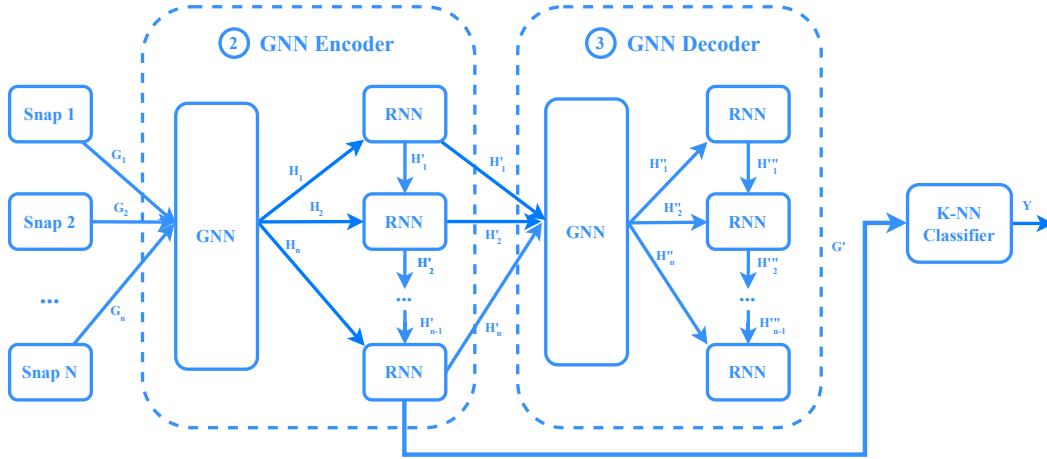 2 GNN Encoder
3 GNN Decoder
Snap 1
RNN
RNN
G1
H1
H'1
H'1
H''1
H'''1
Snap 2
G2
GNN
H2
RNN
H'2
GNN
H''2
RNN
K-NN
Classifier
Y
H'2
H'''2
G'
Hn
H''n
...
...
...
Gn
H'n-1
H'n
H'''n-1
Snap N
RNN
RNN